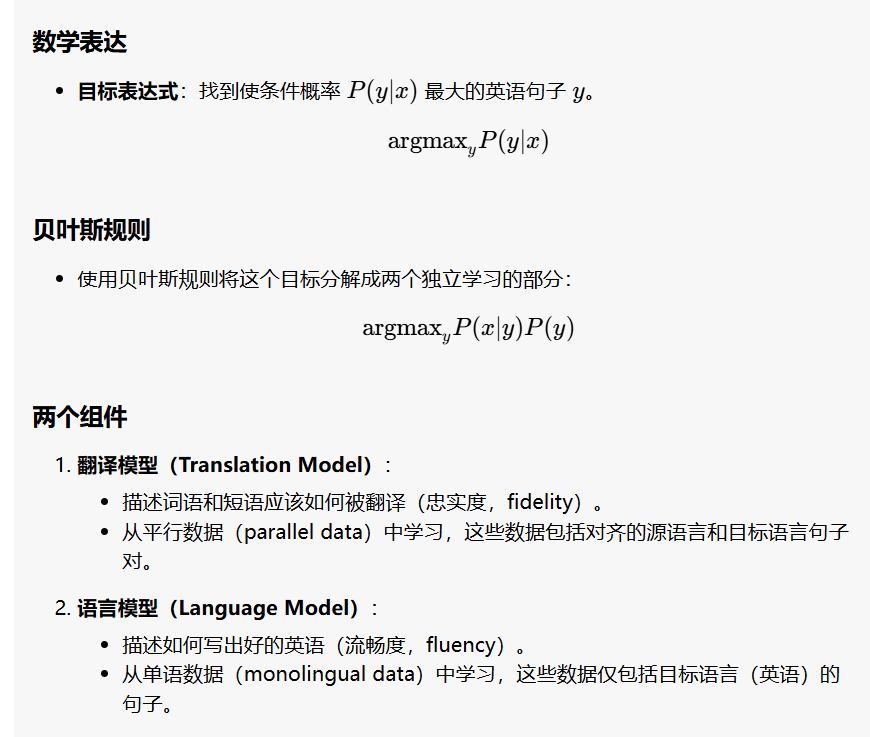 数学表达
• 目标表达式：找到使条件概率 P(y|x) 最大的英语句子 y。
argmax_y P(y|x)
贝叶斯规则
• 使用贝叶斯规则将这个目标分解成两个独立学习的部分：
argmax_y P(x|y)P(y)
两个组件
1. 翻译模型（Translation Model）：
• 描述词语和短语应该如何被翻译（忠实度，fidelity）。
• 从平行数据（parallel data）中学习，这些数据包括对齐的源语言和目标语言句子
对。
2. 语言模型（Language Model）：
• 描述如何写出好的英语（流畅度，fluency）。
• 从单语数据（monolingual data）中学习，这些数据仅包括目标语言（英语）的
句子。